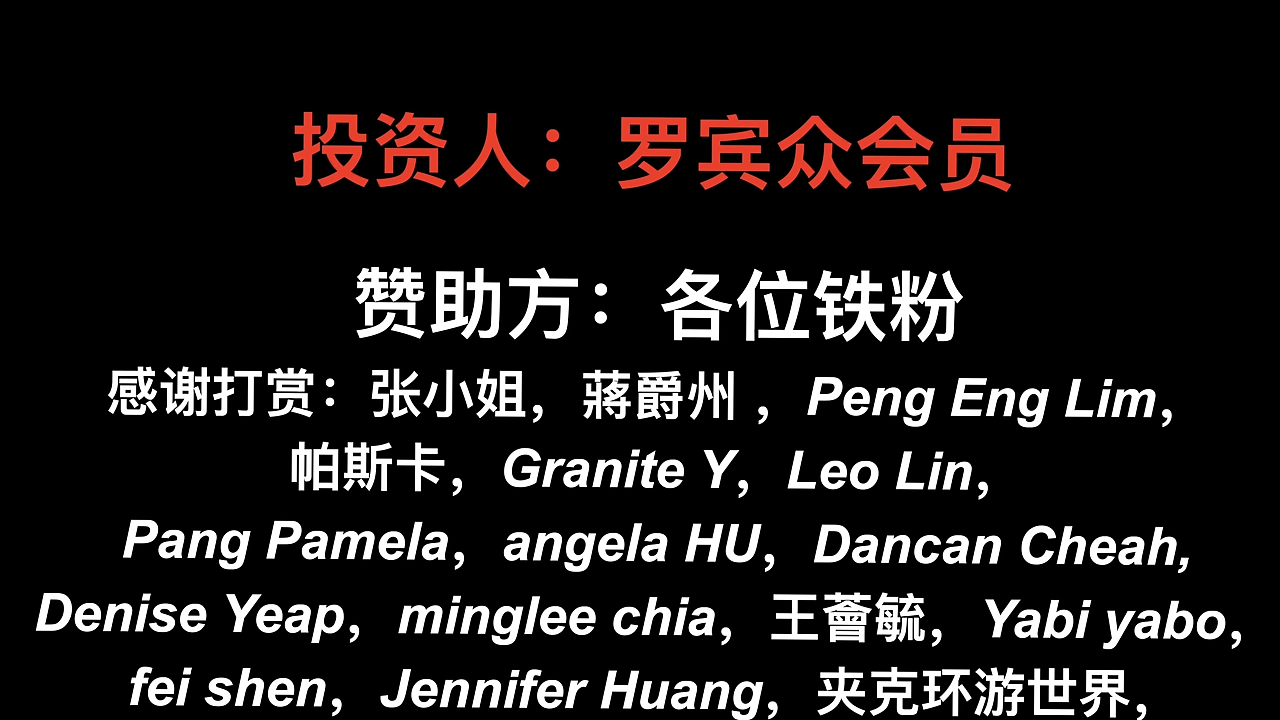 投资人：罗宾众会员
赞助方：各位铁粉
感谢打赏：张小姐，蔣爵州 ，Peng Eng Lim，
帕斯卡，Granite Y，Leo Lin，
Pang Pamela，angela HU，Dancan Cheah,
Denise Yeap，minglee chia，王薈毓，Yabi yabo，
fei shen，Jennifer Huang，夹克环游世界，